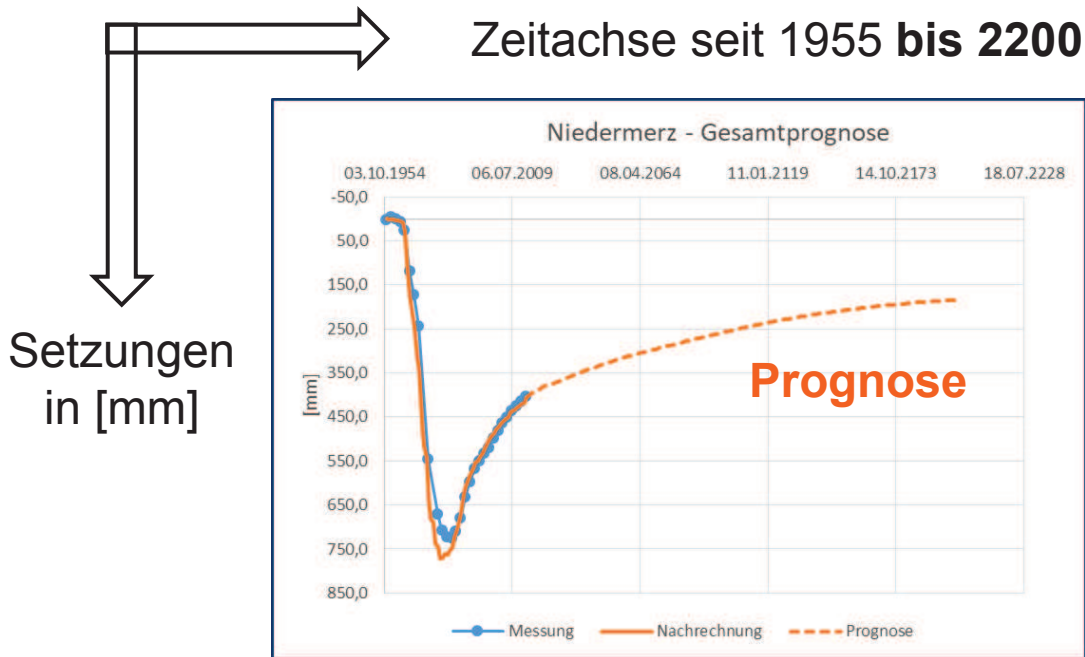 Zeitachse seit 1955 bis 2200
Setzungen
in [mm]
Niedermerz - Gesamtprognose
03.10.1954 06.07.2009 08.04.2064 11.01.2119 14.10.2173 18.07.2228
-50,0
50,0
150,0
250,0
350,0
450,0
550,0
650,0
750,0
850,0
[mm]
Prognose
Messung Nachrechnung Prognose